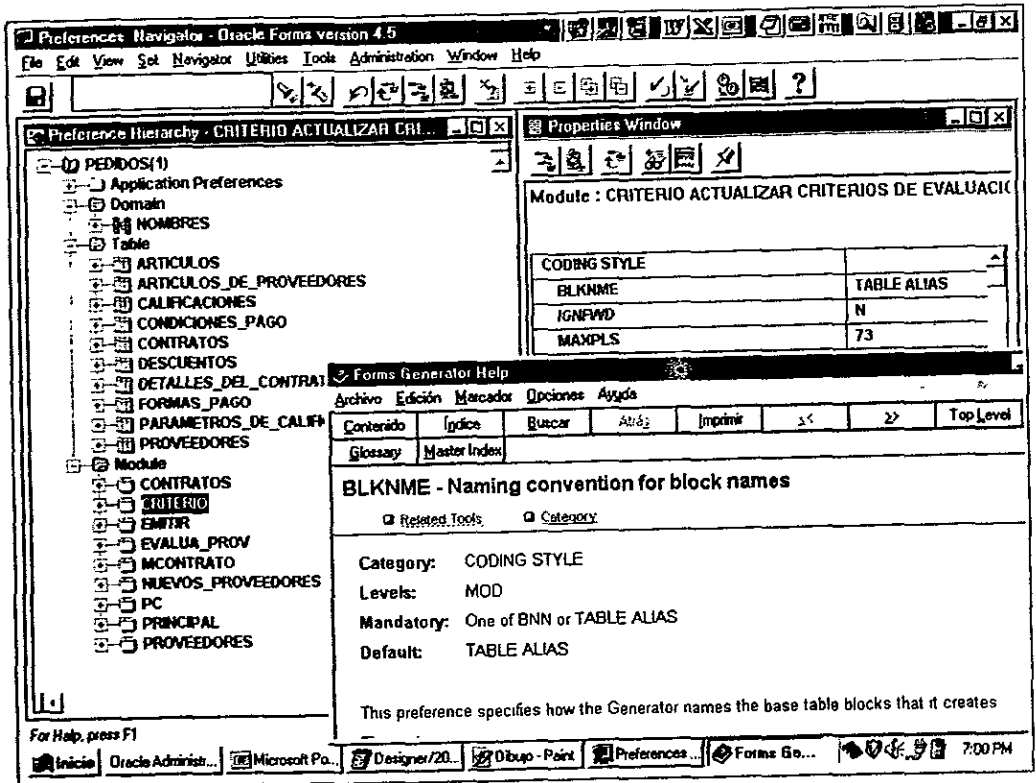 Preferences Navigator - Oracle Forms version 4.5
File Edit View Set Navigator Utilities Tools Administration Window Help
Preference Hierarchy - CRITERIO ACTUALIZAR CRI...
PEDIDOS(1)
Application Preferences
Domain
NOMBRES
Table
ARTICULOS
ARTICULOS_DE_PROVEEDORES
CALIFICACIONES
CONDICIONES_PAGO
CONTRATOS
DESCUENTOS
DETALLES_DEL_CONTRAT
FORMAS_PAGO
PARAMETROS_DE_CALIFI
PROVEEDORES
Module
CONTRATOS
CRITERIO
EMITIR
EVALUA_PROV
MCONTRATO
NUEVOS_PROVEEDORES
PC
PRINCIPAL
PROVEEDORES
Properties Window
Module : CRITERIO ACTUALIZAR CRITERIOS DE EVALUACI
CODING STYLE
BLKNME TABLE ALIAS
IGNFWD N
MAXPLS 73
Forms Generator Help
Archivo Edición Marcador Opciones Ayuda
Contenido Índice Buscar Atrás Imprimir << >> Top Level
Glossary Master Index
BLKNME - Naming convention for block names
Related Tools Category
Category: CODING STYLE
Levels: MOD
Mandatory: One of BNN or TABLE ALIAS
Default: TABLE ALIAS
This preference specifies how the Generator names the base table blocks that it creates
For Help, press F1
Inicio Oracle Administr... Microsoft Po... Designer/20... Dibujo - Paint Preferences ... Forms Ge... 7:00 PM